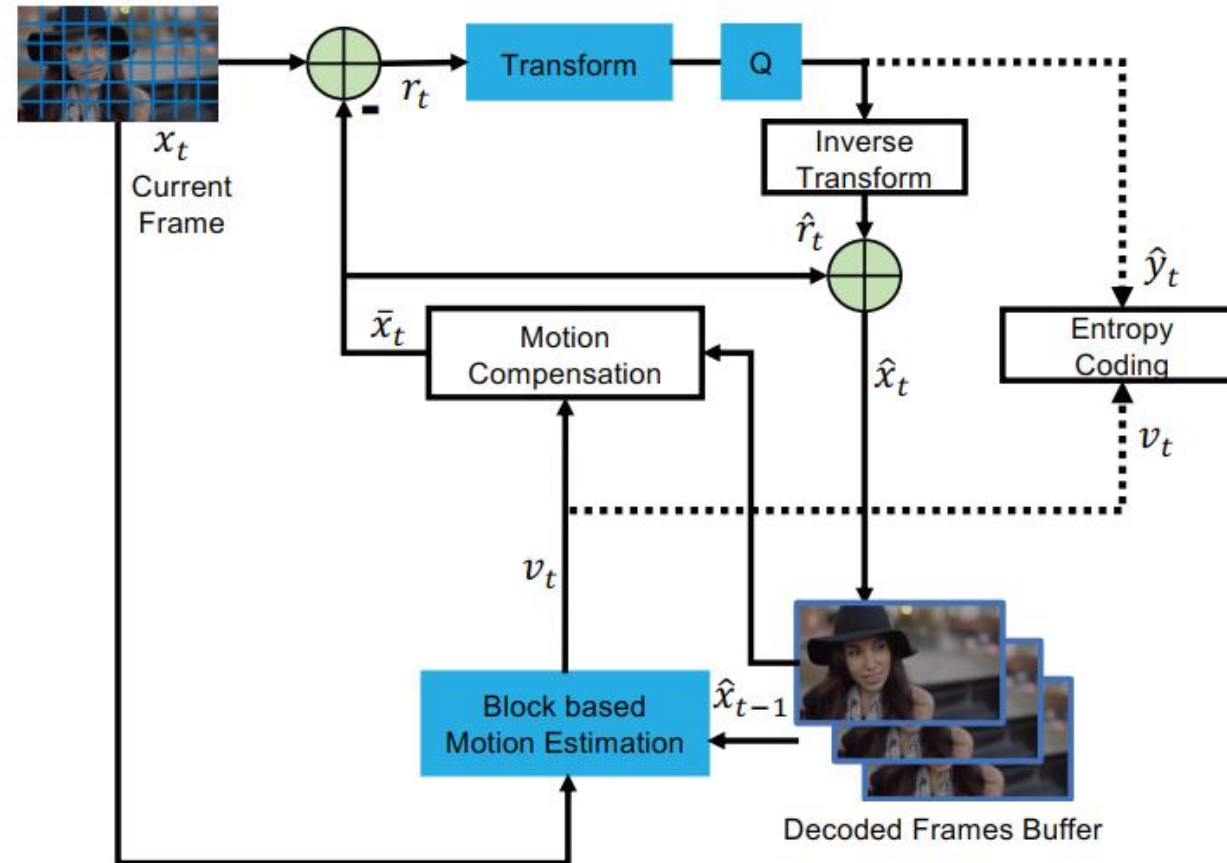 x_t
Current
Frame
r_t
-
Transform
Q
Inverse
Transform
r̂_t
x̄_t
Motion
Compensation
x̂_t
ŷ_t
Entropy
Coding
v_t
v_t
Block based
Motion Estimation
x̂_{t−1}
Decoded Frames Buffer